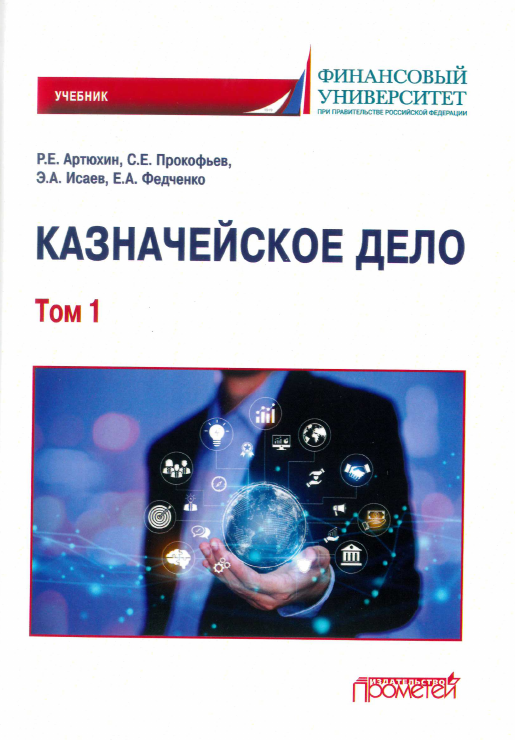 УЧЕБНИК
ФИНАНСОВЫЙ
УНИВЕРСИТЕТ
ПРИ ПРАВИТЕЛЬСТВЕ РОССИЙСКОЙ ФЕДЕРАЦИИ
Р.Е. Артюхин, С.Е. Прокофьев,
Э.А. Исаев, Е.А. Федченко
КАЗНАЧЕЙСКОЕ ДЕЛО
Том 1
ИЗДАТЕЛЬСТВО
Прометей